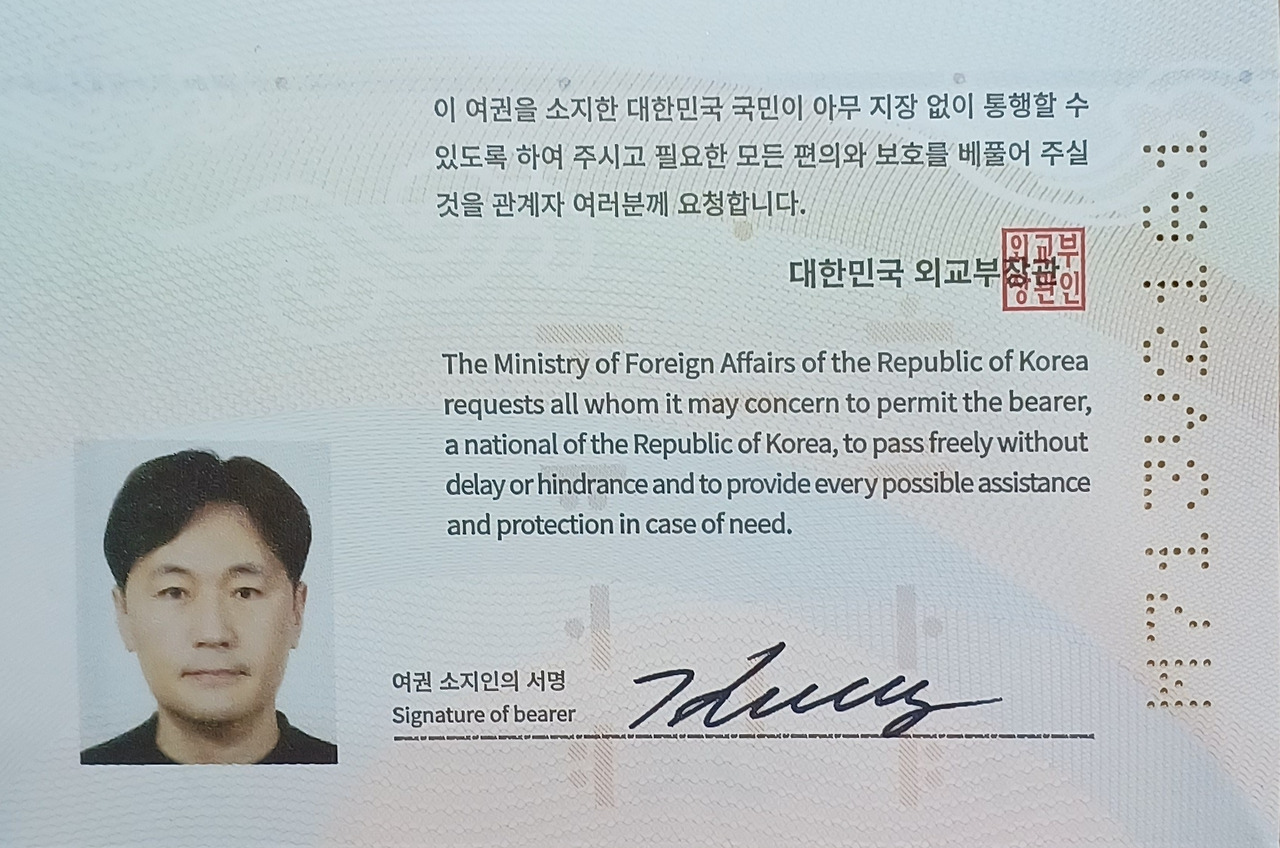 이 여권을 소지한 대한민국 국민이 아무 지장 없이 통행할 수
있도록 하여 주시고 필요한 모든 편의와 보호를 베풀어 주실
것을 관계자 여러분께 요청합니다.
대한민국 외교부장관
외교부
장관인
The Ministry of Foreign Affairs of the Republic of Korea
requests all whom it may concern to permit the bearer,
a national of the Republic of Korea, to pass freely without
delay or hindrance and to provide every possible assistance
and protection in case of need.
여권 소지인의 서명
Signature of bearer